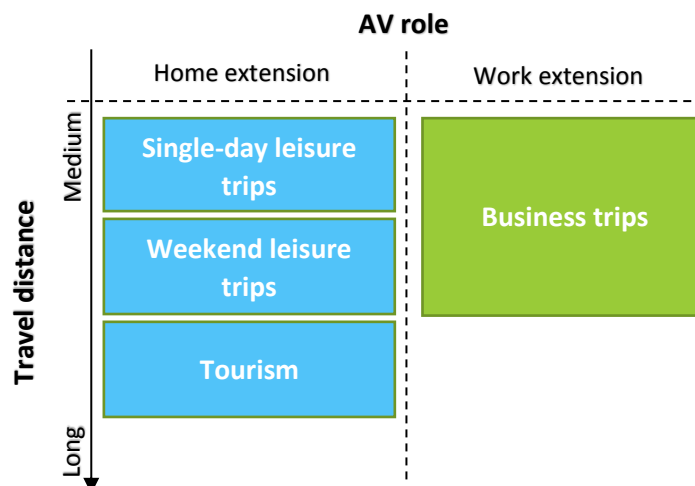 AV role
Home extension
Work extension
Travel distance
Medium
Long
Single-day leisure
trips
Weekend leisure
trips
Tourism
Business trips